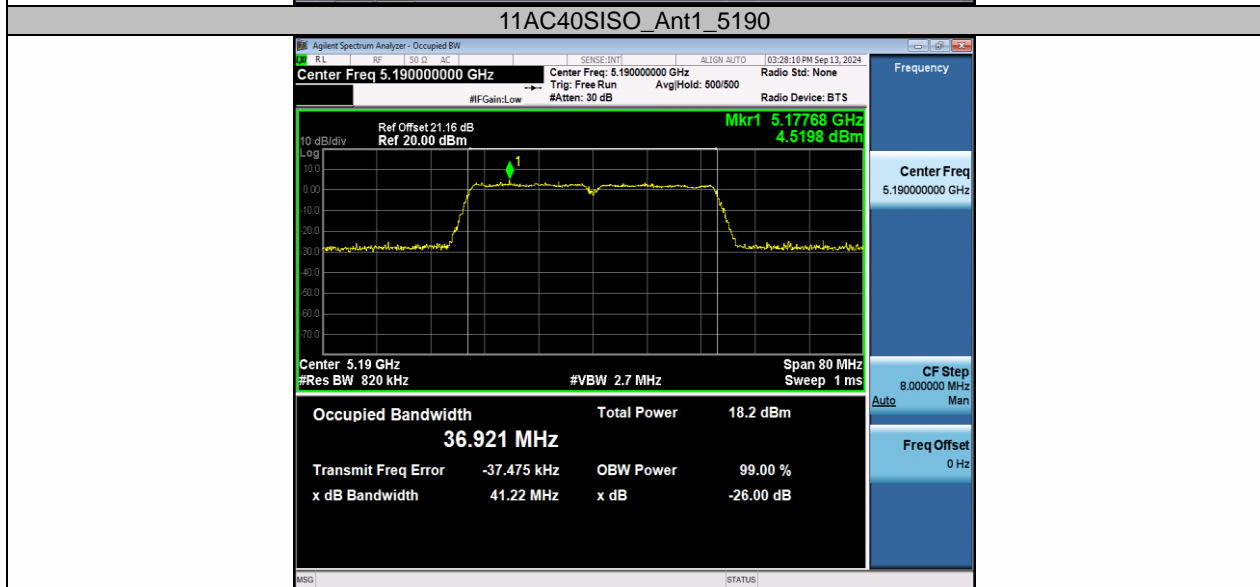 11AC40SISO_Ant1_5190
Agilent Spectrum Analyzer - Occupied BW
RL RF 50 Ω AC SENSE:INT ALIGN AUTO 03:28:10 PM Sep 13, 2024
Center Freq 5.190000000 GHz
Center Freq: 5.190000000 GHz Radio Std: None
Trig: Free Run Avg|Hold: 500/500
#IFGain:Low #Atten: 30 dB Radio Device: BTS
Frequency
Ref Offset 21.16 dB
10 dB/div Ref 20.00 dBm
Mkr1 5.17768 GHz
4.5198 dBm
Log
1
10.0
0.00
-10.0
-20.0
-30.0
-40.0
-50.0
-60.0
-70.0
Center Freq
5.190000000 GHz
Center 5.19 GHz Span 80 MHz
#Res BW 820 kHz #VBW 2.7 MHz Sweep 1 ms
CF Step
8.000000 MHz
Auto Man
Occupied Bandwidth Total Power 18.2 dBm
36.921 MHz
Transmit Freq Error -37.475 kHz OBW Power 99.00 %
x dB Bandwidth 41.22 MHz x dB -26.00 dB
Freq Offset
0 Hz
MSG STATUS